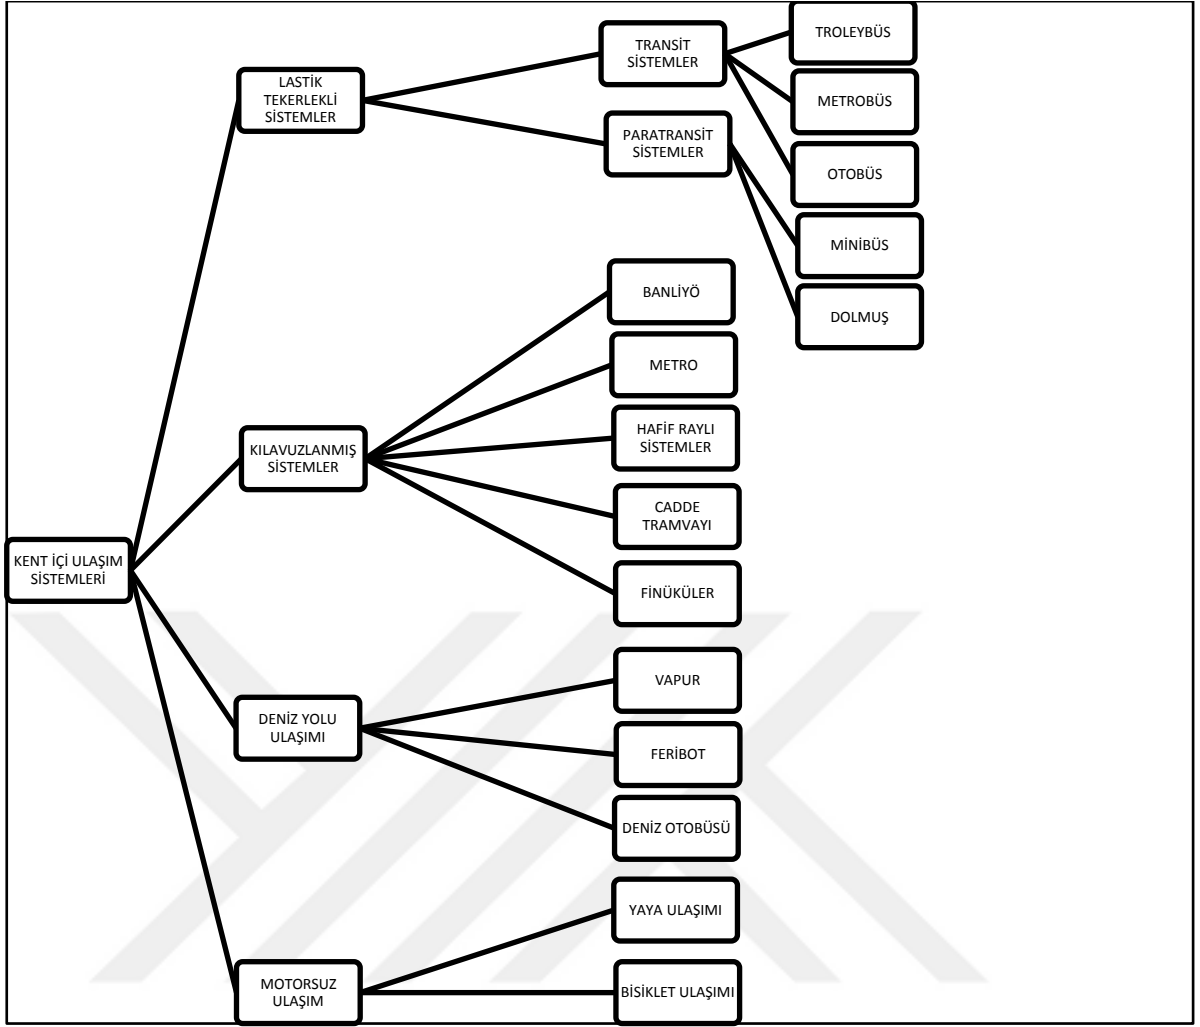 KENT İÇİ ULAŞIM
SİSTEMLERİ
LASTİK
TEKERLEKLİ
SİSTEMLER
TRANSİT
SİSTEMLER
TROLEYBÜS
METROBÜS
OTOBÜS
PARATRANSİT
SİSTEMLER
MİNİBÜS
DOLMUŞ
KILAVUZLANMIŞ
SİSTEMLER
BANLİYÖ
METRO
HAFİF RAYLI
SİSTEMLER
CADDE
TRAMVAYI
FİNÜKÜLER
DENİZ YOLU
ULAŞIMI
VAPUR
FERİBOT
DENİZ OTOBÜSÜ
MOTORSUZ
ULAŞIM
YAYA ULAŞIMI
BİSİKLET ULAŞIMI